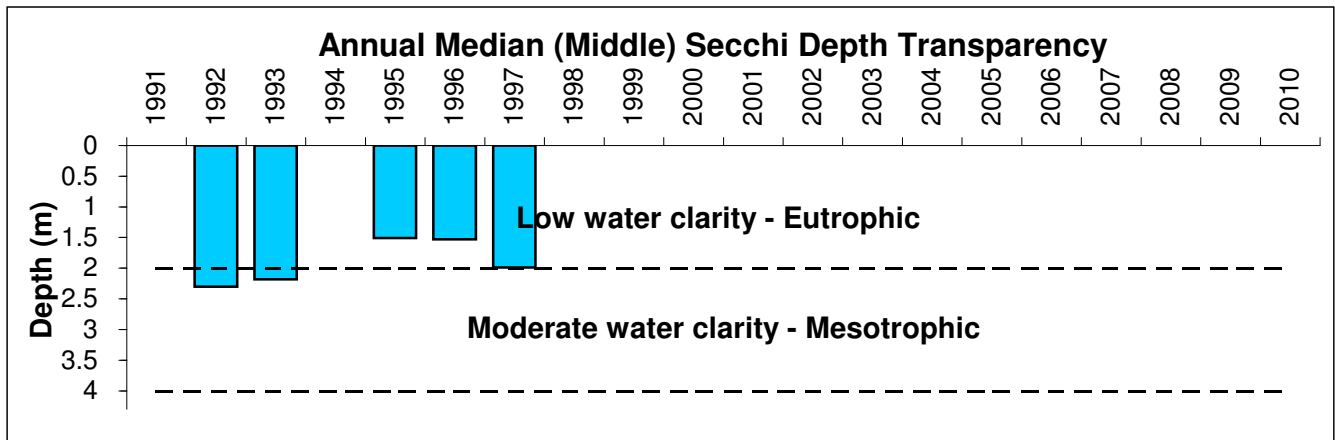 Annual Median (Middle) Secchi Depth Transparency
1991 1992 1993 1994 1995 1996 1997 1998 1999 2000 2001 2002 2003 2004 2005 2006 2007 2008 2009 2010
Depth (m)
0
0.5
1
1.5
2
2.5
3
3.5
4
Low water clarity - Eutrophic
Moderate water clarity - Mesotrophic